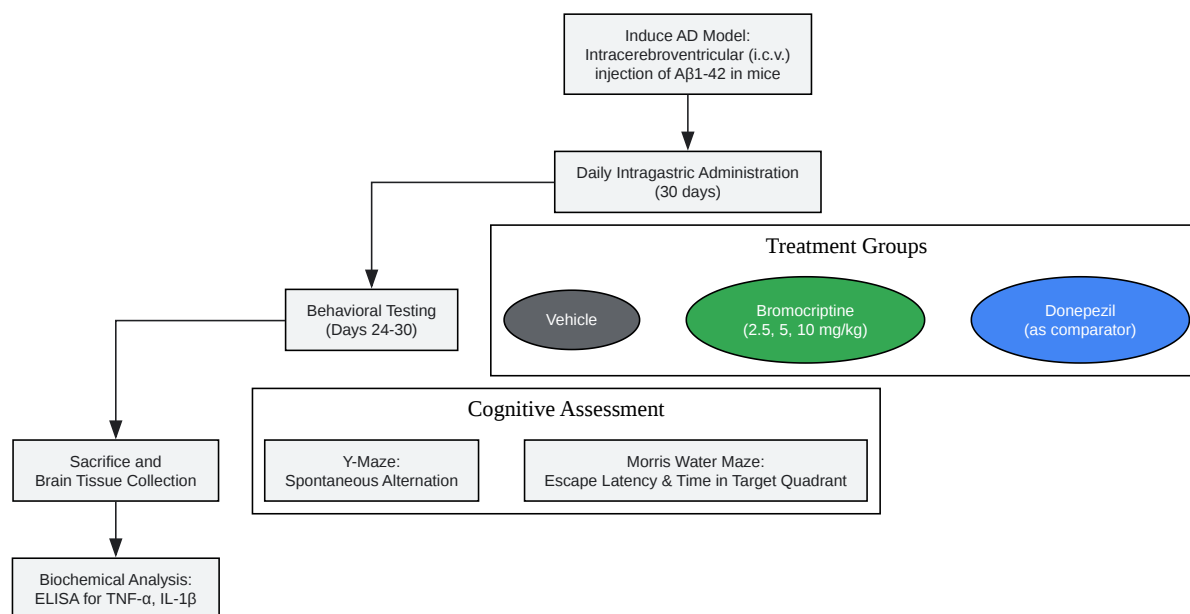 Induce AD Model:
Intracerebroventricular (i.c.v.)
injection of Aβ1-42 in mice
Daily Intragastric Administration
(30 days)
Treatment Groups
Vehicle
Bromocriptine
(2.5, 5, 10 mg/kg)
Donepezil
(as comparator)
Behavioral Testing
(Days 24-30)
Cognitive Assessment
Y-Maze:
Spontaneous Alternation
Morris Water Maze:
Escape Latency & Time in Target Quadrant
Sacrifice and
Brain Tissue Collection
Biochemical Analysis:
ELISA for TNF-α, IL-1β